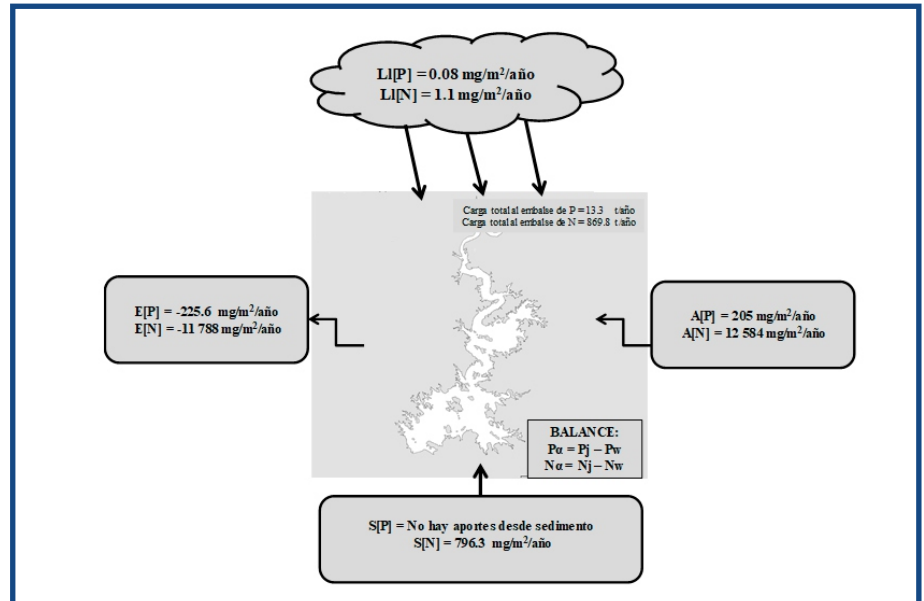 Ll[P] = 0.08 mg/m²/año
Ll[N] = 1.1 mg/m²/año
Carga total al embalse de P = 13.3 t/año
Carga total al embalse de N = 869.8 t/año
E[P] = -225.6 mg/m²/año
E[N] = -11 788 mg/m²/año
A[P] = 205 mg/m²/año
A[N] = 12 584 mg/m²/año
BALANCE:
Pα = Pj – Pw
Nα = Nj – Nw
S[P] = No hay aportes desde sedimento
S[N] = 796.3 mg/m²/año